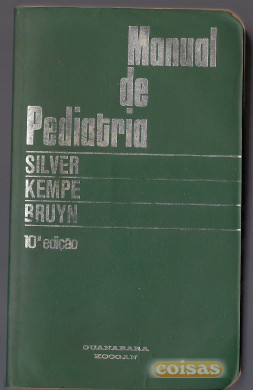 Manual
de
Pediatria
SILVER
KEMPE
BRUYN
10ª edição
GUANABARA
KOOGAN
coisas